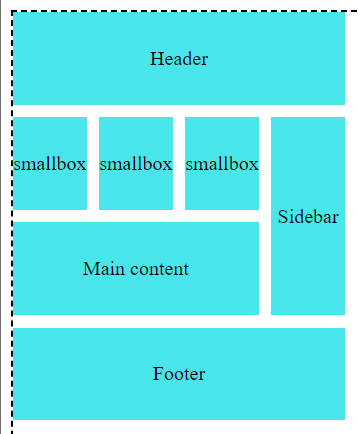 Header
smallbox smallbox smallbox
Sidebar
Main content
Footer